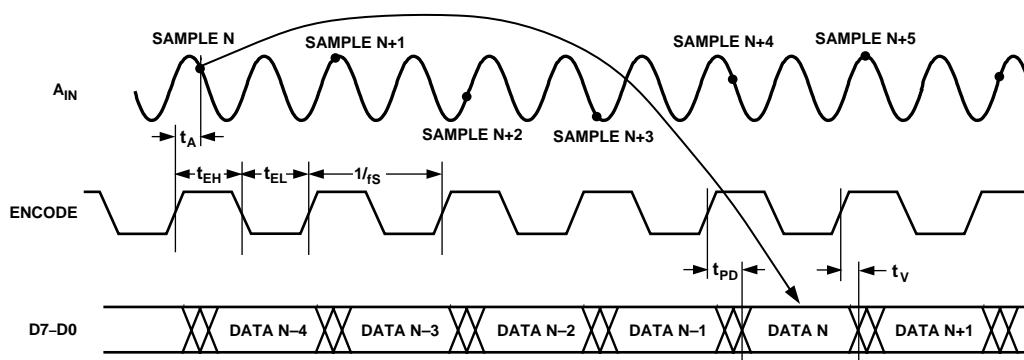 SAMPLE N
SAMPLE N+1
SAMPLE N+4
SAMPLE N+5
AIN
SAMPLE N+2
SAMPLE N+3
tA
tEH
tEL
1/fS
ENCODE
tPD
tV
D7–D0
DATA N–4
DATA N–3
DATA N–2
DATA N–1
DATA N
DATA N+1